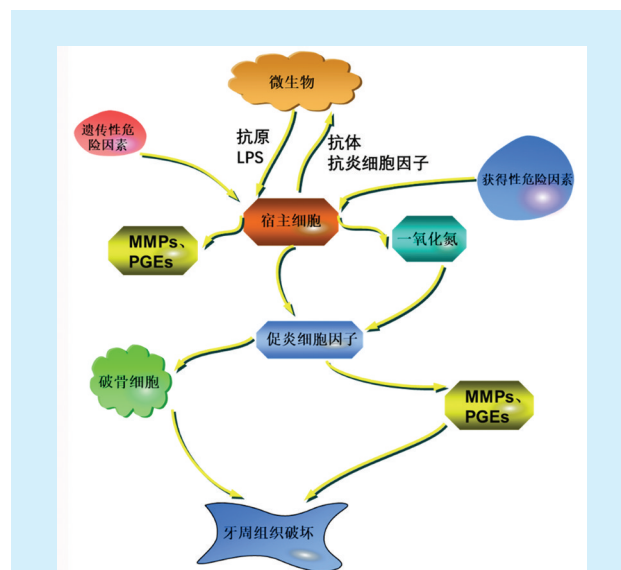 微生物
遗传性危
险因素
抗原
LPS
抗体
抗炎细胞因子
获得性危险因素
宿主细胞
MMPs、
PGEs
一氧化氮
促炎细胞因子
破骨细胞
MMPs、
PGEs
牙周组织破坏